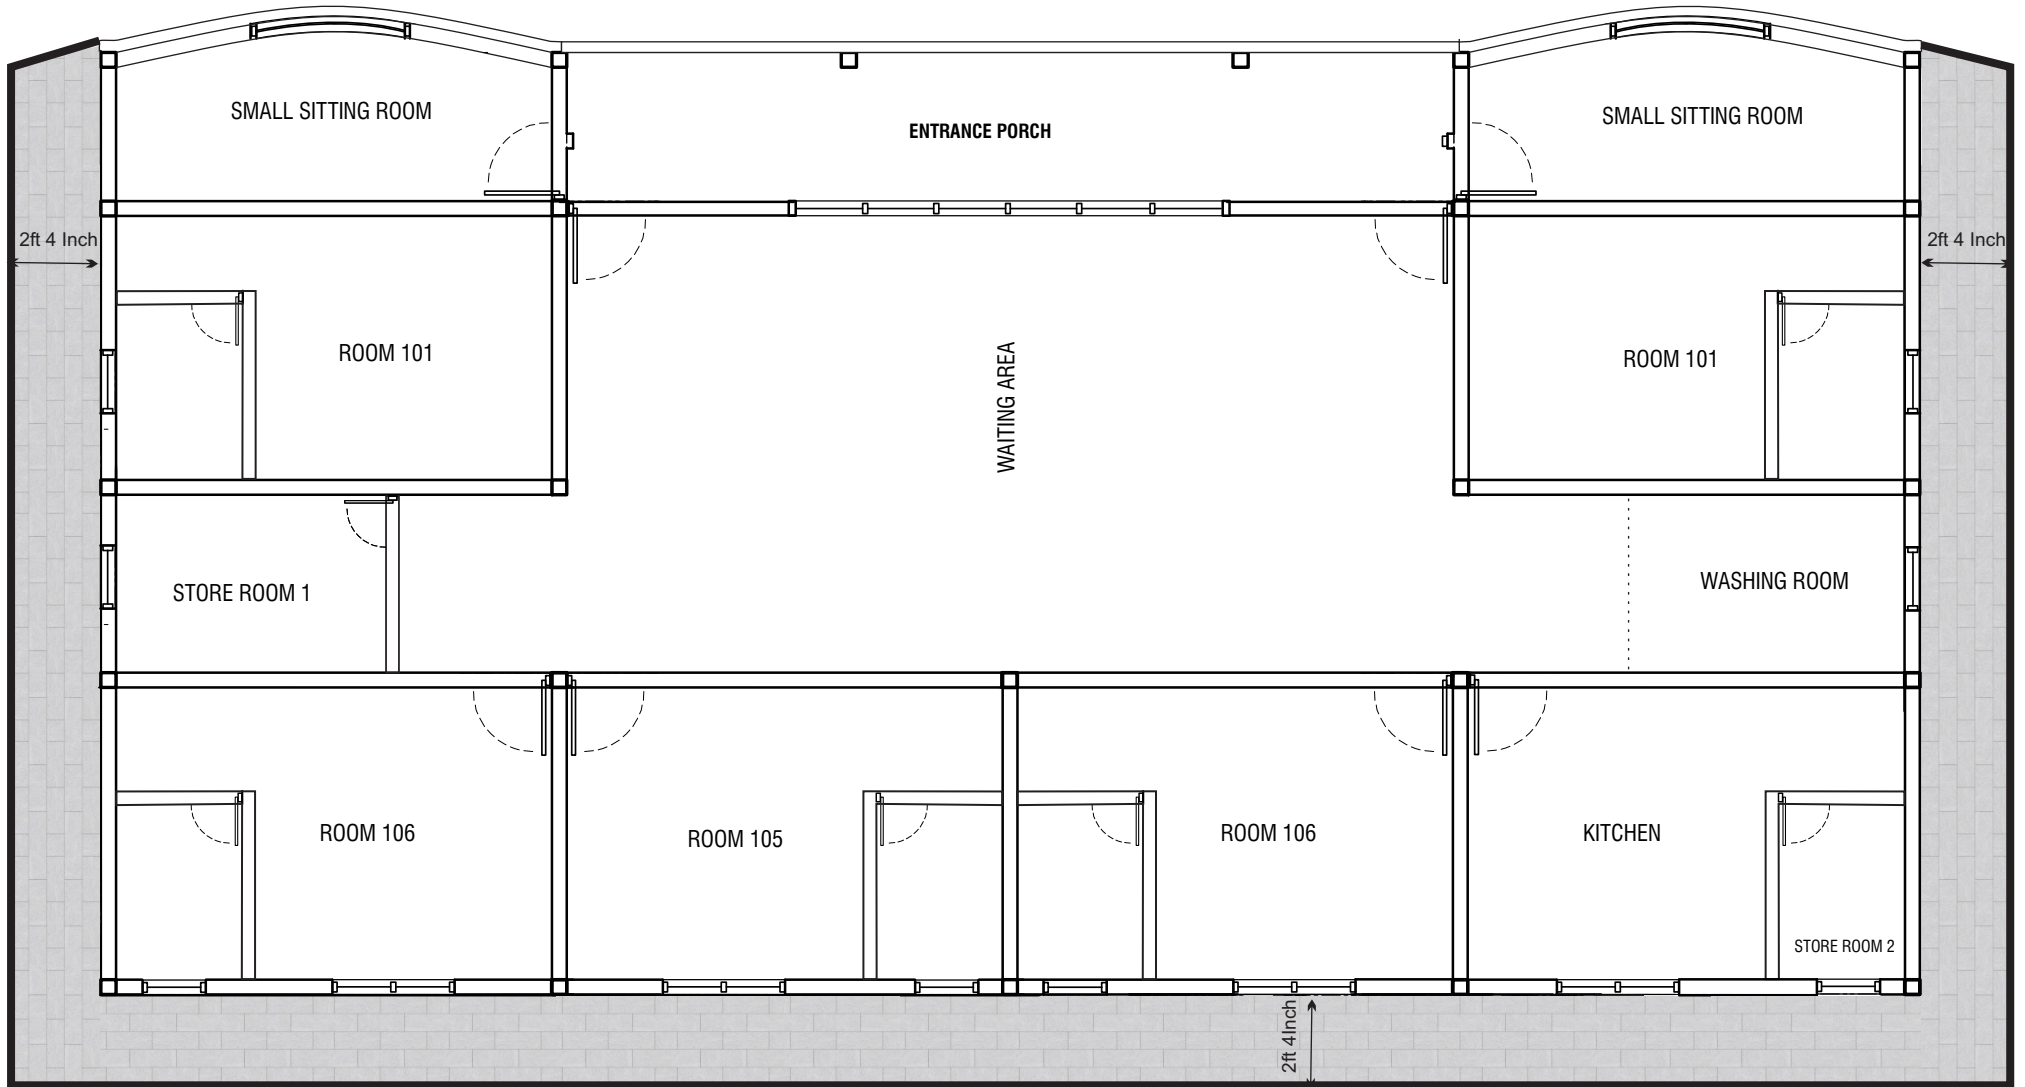 SMALL SITTING ROOM
ENTRANCE PORCH
SMALL SITTING ROOM
2ft 4 Inch
2ft 4 Inch
ROOM 101
WAITING AREA
ROOM 101
STORE ROOM 1
WASHING ROOM
ROOM 106
ROOM 105
ROOM 106
KITCHEN
STORE ROOM 2
2ft 4Inch